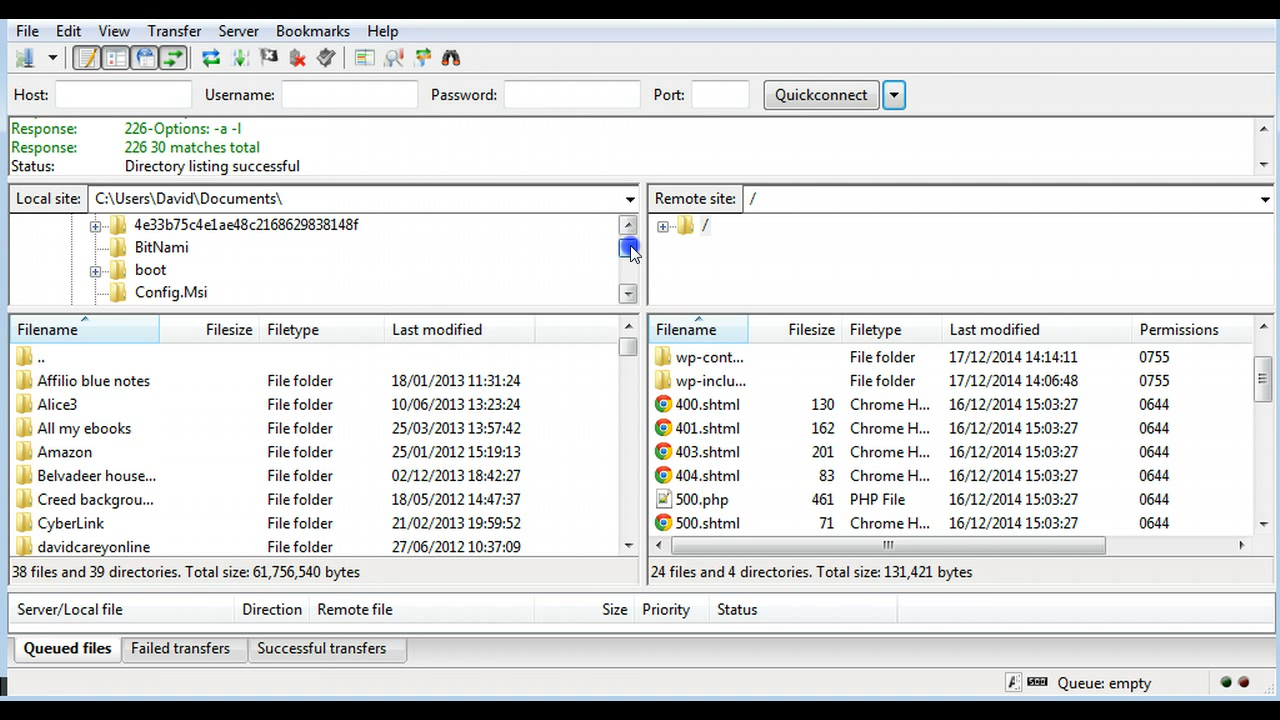 File Edit View Transfer Server Bookmarks Help
Host: Username: Password: Port: Quickconnect
Response: 226-Options: -a -l
Response: 226 30 matches total
Status: Directory listing successful
Local site: C:\Users\David\Documents\
4e33b75c4e1ae48c2168629838148f
BitNami
boot
Config.Msi
Remote site: /
/
Filename Filesize Filetype Last modified
..
Affilio blue notes File folder 18/01/2013 11:31:24
Alice3 File folder 10/06/2013 13:23:24
All my ebooks File folder 25/03/2013 13:57:42
Amazon File folder 25/01/2012 15:19:13
Belvadeer house... File folder 02/12/2013 18:42:27
Creed backgrou... File folder 18/05/2012 14:47:37
CyberLink File folder 21/02/2013 19:59:52
davidcareyonline File folder 27/06/2012 10:37:09
38 files and 39 directories. Total size: 61,756,540 bytes
Filename Filesize Filetype Last modified Permissions
wp-cont... File folder 17/12/2014 14:14:11 0755
wp-inclu... File folder 17/12/2014 14:06:48 0755
400.shtml 130 Chrome H... 16/12/2014 15:03:27 0644
401.shtml 162 Chrome H... 16/12/2014 15:03:27 0644
403.shtml 201 Chrome H... 16/12/2014 15:03:27 0644
404.shtml 83 Chrome H... 16/12/2014 15:03:27 0644
500.php 461 PHP File 16/12/2014 15:03:27 0644
500.shtml 71 Chrome H... 16/12/2014 15:03:27 0644
24 files and 4 directories. Total size: 131,421 bytes
Server/Local file Direction Remote file Size Priority Status
Queued files Failed transfers Successful transfers
Queue: empty